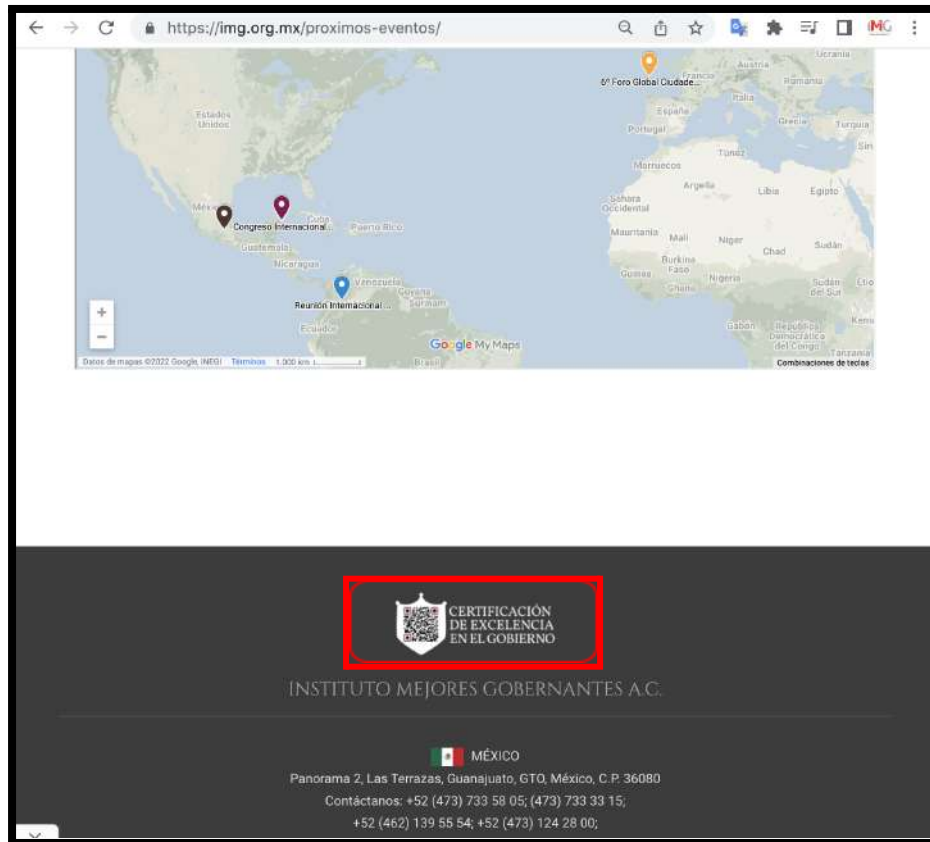 https://img.org.mx/proximos-eventos/
Ucrania
Austria
6º Foro Global Ciudade...
Francia
Rumania
Italia
Estados
Unidos
España
Grecia
Turquía
Portugal
Túnez
Marruecos
Argelia
Libia
Egipto
Sahara
Occidental
Cuba
Puerto Rico
Congreso Internacional...
Mauritania
Malí
Níger
Chad
Sudán
Guatemala
Nicaragua
Burkina
Faso
Nigeria
Guinea
Ghana
Venezuela
Guyana
Surinam
Sudán
del Sur
Reunión Internacional ...
Ecuador
Gabón
República
Democrática
del Congo
Tanzania
Google My Maps
Brasil
Datos de mapas ©2022 Google, INEGI
Términos
1.000 km
Combinaciones de teclas
CERTIFICACIÓN
DE EXCELENCIA
EN EL GOBIERNO
INSTITUTO MEJORES GOBERNANTES A.C.
MÉXICO
Panorama 2, Las Terrazas, Guanajuato, GTO, México, C.P. 36080
Contáctanos: +52 (473) 733 58 05; (473) 733 33 15;
+52 (462) 139 55 54; +52 (473) 124 28 00;